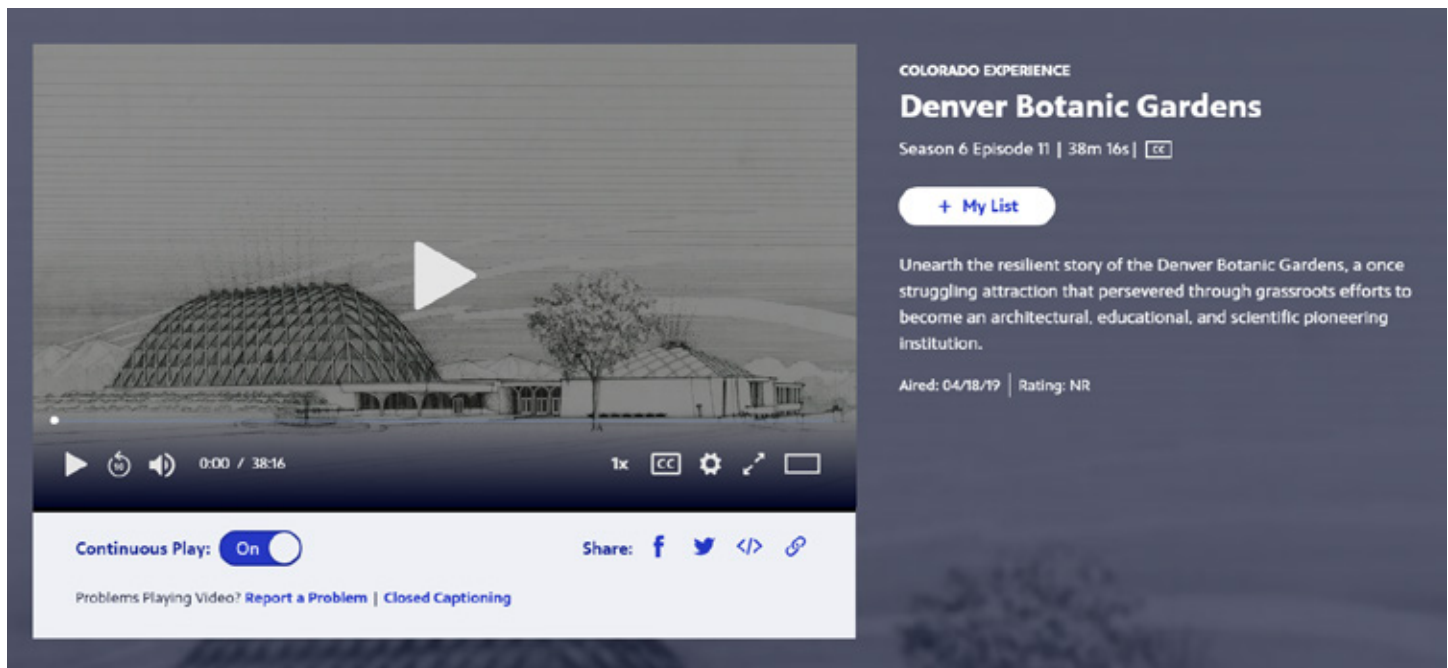 COLORADO EXPERIENCE
Denver Botanic Gardens
Season 6 Episode 11 | 38m 16s | CC
+ My List
Unearth the resilient story of the Denver Botanic Gardens, a once
struggling attraction that persevered through grassroots efforts to
become an architectural, educational, and scientific pioneering
institution.
Aired: 04/18/19 | Rating: NR
10 0:00 / 38:16 1x CC
Continuous Play: On Share: f </>
Problems Playing Video? Report a Problem | Closed Captioning